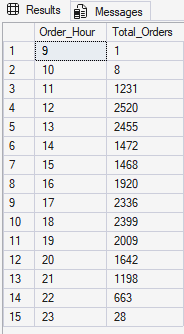 Results Messages
Order_Hour Total_Orders
1 9 1
2 10 8
3 11 1231
4 12 2520
5 13 2455
6 14 1472
7 15 1468
8 16 1920
9 17 2336
10 18 2399
11 19 2009
12 20 1642
13 21 1198
14 22 663
15 23 28